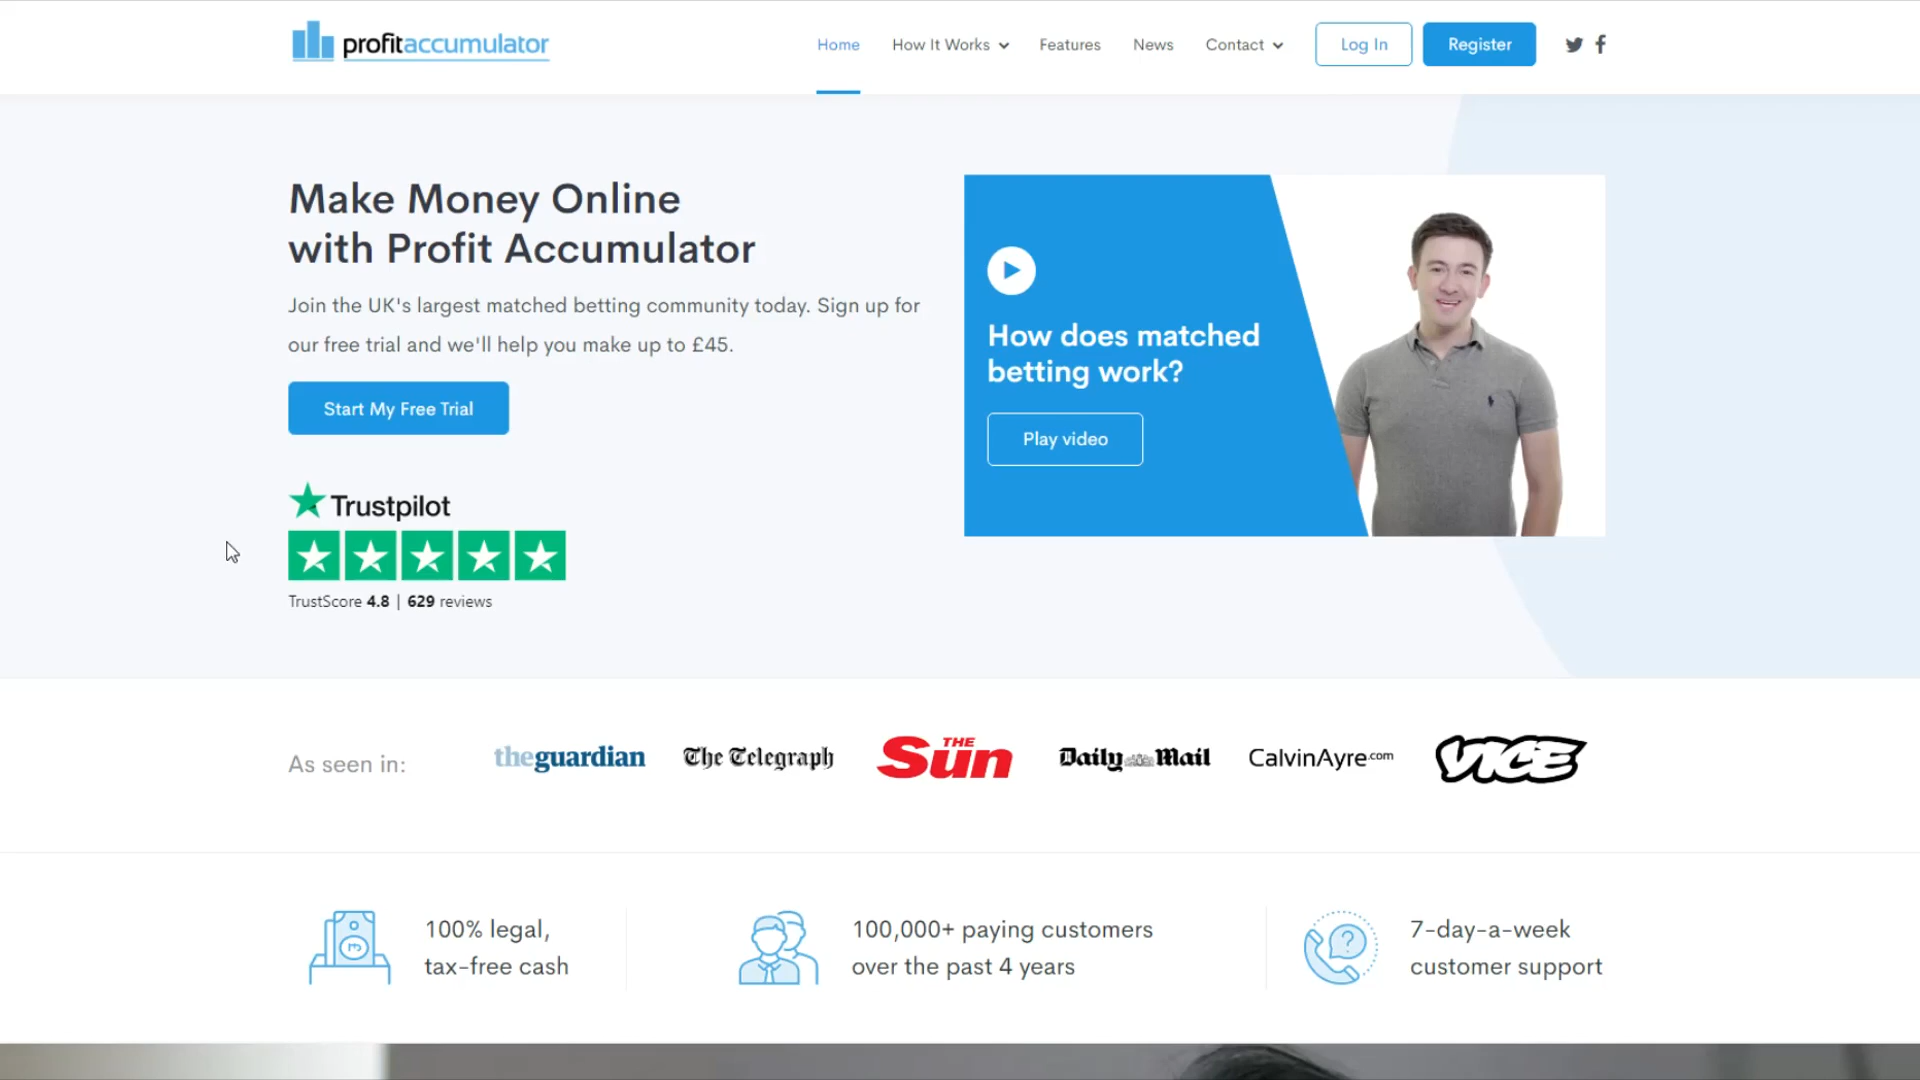 profitaccumulator
Home
How It Works
Features
News
Contact
Log In
Register
Make Money Online
with Profit Accumulator
Join the UK's largest matched betting community today. Sign up for
our free trial and we'll help you make up to £45.
Start My Free Trial
Trustpilot
TrustScore 4.8 | 629 reviews
How does matched
betting work?
Play video
As seen in:
theguardian
The Telegraph
THE
Sun
Daily Mail
CalvinAyre.com
VICE
100% legal,
tax-free cash
100,000+ paying customers
over the past 4 years
7-day-a-week
customer support